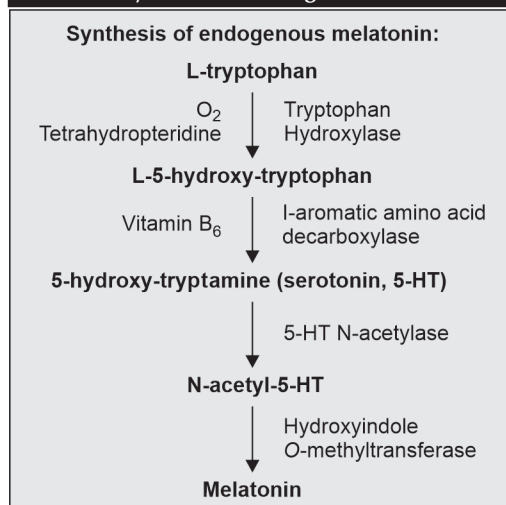 Synthesis of endogenous melatonin:
L-tryptophan
O2
Tetrahydropteridine
Tryptophan
Hydroxylase
L-5-hydroxy-tryptophan
Vitamin B6
l-aromatic amino acid
decarboxylase
5-hydroxy-tryptamine (serotonin, 5-HT)
5-HT N-acetylase
N-acetyl-5-HT
Hydroxyindole
O-methyltransferase
Melatonin